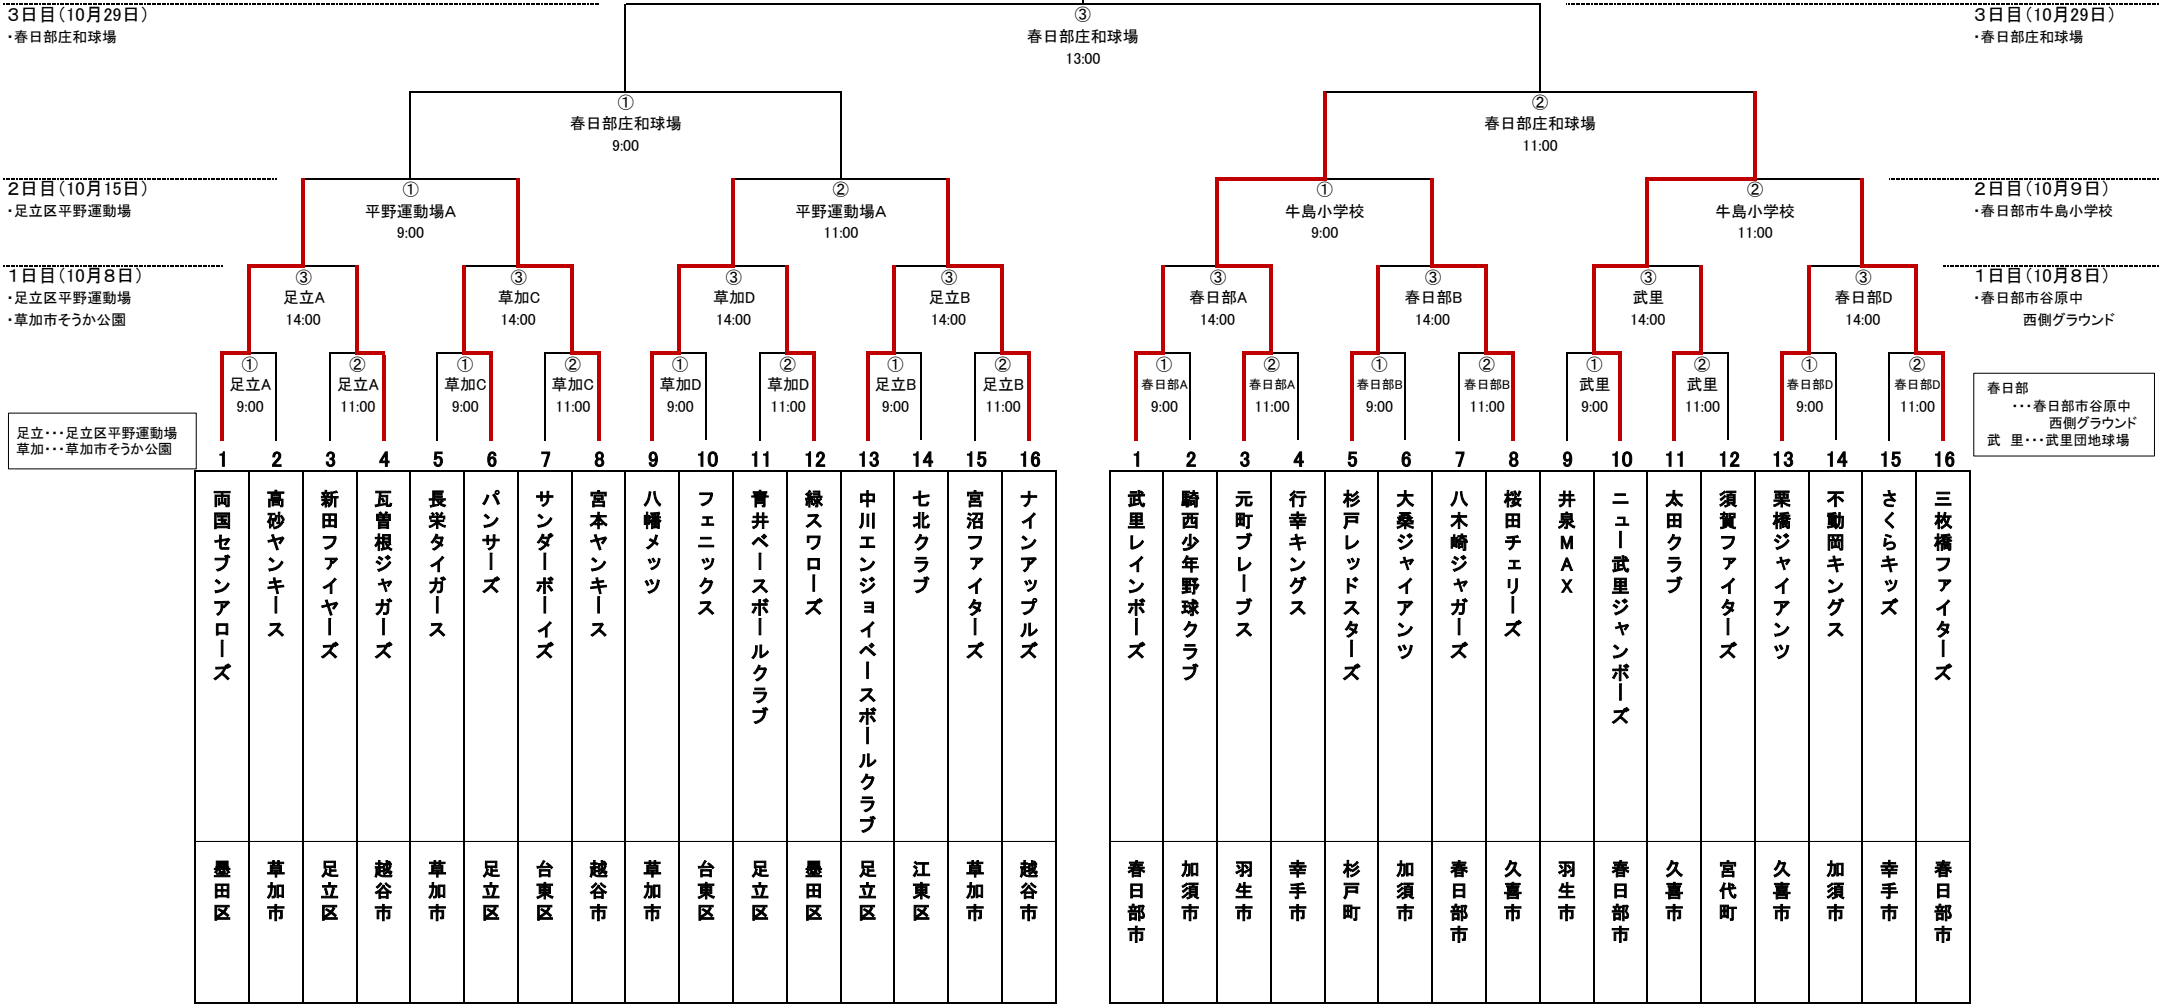 3日目(10月29日)
・春日部庄和球場
③
春日部庄和球場
13:00
3日目(10月29日)
・春日部庄和球場
①
春日部庄和球場
9:00
②
春日部庄和球場
11:00
2日目(10月15日)
・足立区平野運動場
①
平野運動場A
9:00
②
平野運動場A
11:00
①
牛島小学校
9:00
②
牛島小学校
11:00
2日目(10月9日)
・春日部市牛島小学校
1日目(10月8日)
・足立区平野運動場
・草加市そうか公園
③
足立A
14:00
③
草加C
14:00
③
草加D
14:00
③
足立B
14:00
③
春日部A
14:00
③
春日部B
14:00
③
武里
14:00
③
春日部D
14:00
1日目(10月8日)
・春日部市谷原中
西側グラウンド
①
足立A
9:00
②
足立A
11:00
①
草加C
9:00
②
草加C
11:00
①
草加D
9:00
②
草加D
11:00
①
足立B
9:00
②
足立B
11:00
①
春日部A
9:00
②
春日部A
11:00
①
春日部B
9:00
②
春日部B
11:00
①
武里
9:00
②
武里
11:00
①
春日部D
9:00
②
春日部D
11:00
足立・・・足立区平野運動場
草加・・・草加市そうか公園
春日部
・・・春日部市谷原中
西側グラウンド
武 里・・・武里団地球場
1 2 3 4 5 6 7 8 9 10 11 12 13 14 15 16
1 2 3 4 5 6 7 8 9 10 11 12 13 14 15 16
両国セブンアローズ
高砂ヤンキース
新田ファイヤーズ
瓦曽根ジャガーズ
長栄タイガース
パンサーズ
サンダーボーイズ
宮本ヤンキース
八幡メッツ
フェニックス
青井ベースボールクラブ
緑スワローズ
中川エンジョイベースボールクラブ
七北クラブ
宮沼ファイターズ
ナインアップルズ
武里レインボーズ
騎西少年野球クラブ
元町ブレーブス
行幸キングス
杉戸レッドスターズ
大桑ジャイアンツ
八木崎ジャガーズ
桜田チェリーズ
井泉MAX
ニュー武里ジャンボーズ
太田クラブ
須賀ファイターズ
栗橋ジャイアンツ
不動岡キングス
さくらキッズ
三枚橋ファイターズ
墨田区
草加市
足立区
越谷市
草加市
足立区
台東区
越谷市
草加市
台東区
足立区
墨田区
足立区
江東区
草加市
越谷市
春日部市
加須市
羽生市
幸手市
杉戸町
加須市
春日部市
久喜市
羽生市
春日部市
久喜市
宮代町
久喜市
加須市
幸手市
春日部市